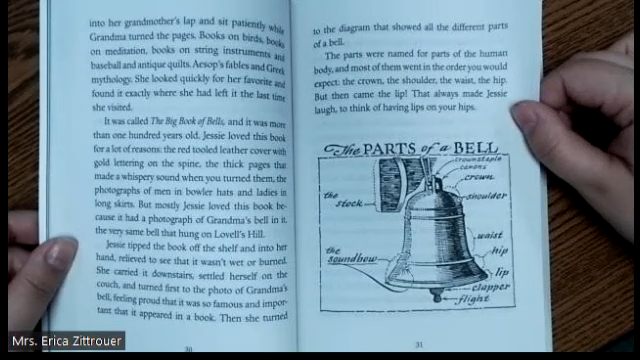 into her grandmother's lap and sit patiently while
Grandma turned the pages. Books on birds, books
on meditation, books on string instruments and
baseball and antique quilts. Aesop's fables and Greek
mythology. She looked quickly for her favorite and
found it exactly where she had left it the last time
she visited.
It was called The Big Book of Bells, and it was more
than one hundred years old. Jessie loved this book
for a lot of reasons: the red tooled leather cover with
gold lettering on the spine, the thick pages that
made a whispery sound when you turned them, the
photographs of men in bowler hats and ladies in
long skirts. But mostly Jessie loved this book be-
cause it had a photograph of Grandma's bell in it,
the very same bell that hung on Lovell's Hill.
Jessie tipped the book off the shelf and into her
hand, relieved to see that it wasn't wet or burned.
She carried it downstairs, settled herself on the
couch, and turned first to the photo of Grandma's
bell, feeling proud that it was so famous and impor-
tant that it appeared in a book. Then she turned
30
to the diagram that showed all the different parts
of a bell.
The parts were named for parts of the human
body, and most of them went in the order you would
expect: the crown, the shoulder, the waist, the hip.
But then came the lip! That always made Jessie
laugh, to think of having lips on your hips.
The PARTS of a BELL
crownstaple
canons
crown
the
stock
shoulder
waist
the
soundbow
hip
lip
clapper
flight
31
Mrs. Erica Zittrouer